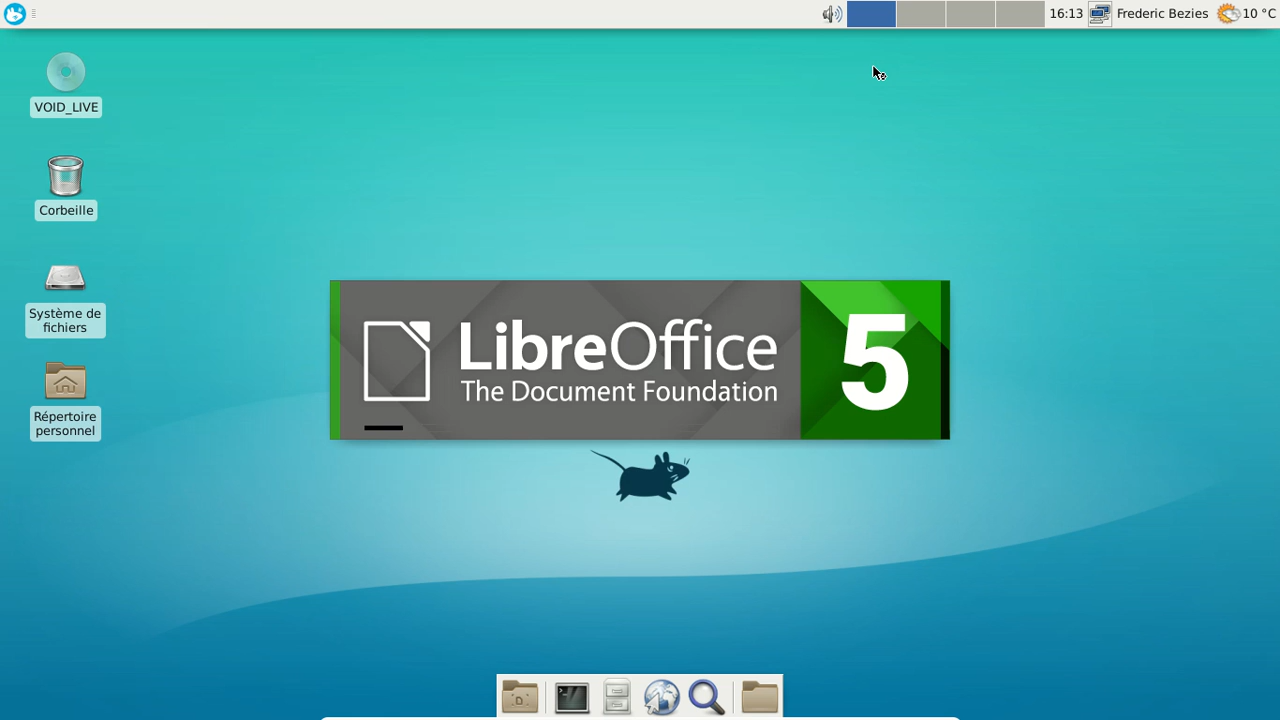 16:13
Frederic Bezies
10 °C
VOID_LIVE
Corbeille
Système de
fichiers
Répertoire
personnel
LibreOffice
The Document Foundation
5